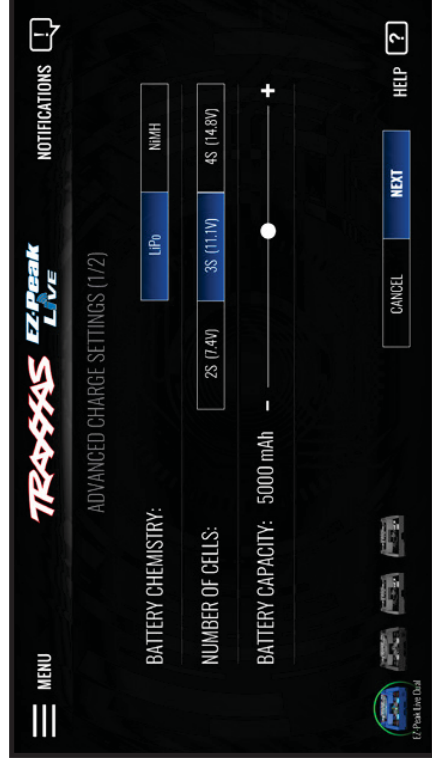 MENU
TRAXXAS EZ-Peak LIVE
NOTIFICATIONS [!]
ADVANCED CHARGE SETTINGS (1/2)
BATTERY CHEMISTRY: LiPo NiMH
NUMBER OF CELLS: 2S (7.4V) 3S (11.1V) 4S (14.8V)
BATTERY CAPACITY: 5000 mAh - +
EZ-Peak Live Dual
CANCEL NEXT
HELP ?